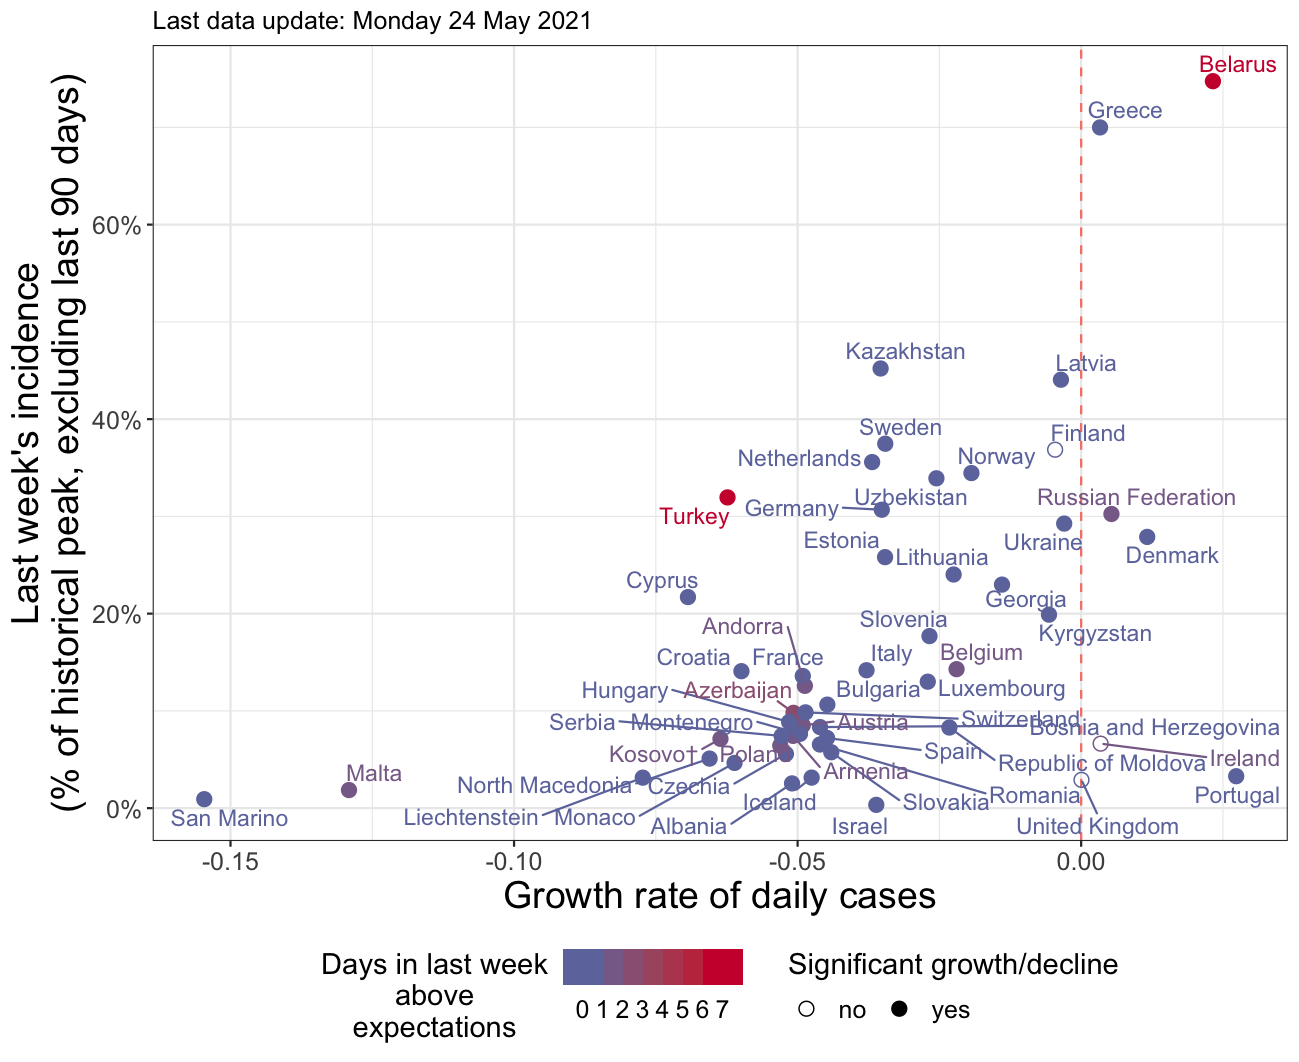 Last data update: Monday 24 May 2021
Last week's incidence
(% of historical peak, excluding last 90 days)
60%
40%
20%
0%
Belarus
Greece
Kazakhstan
Latvia
Sweden
Finland
Netherlands
Norway
Uzbekistan
Russian Federation
Germany
Turkey
Estonia
Ukraine
Lithuania
Denmark
Cyprus
Georgia
Slovenia
Andorra
Kyrgyzstan
Croatia
France
Italy
Belgium
Hungary
Azerbaijan
Bulgaria
Luxembourg
Serbia
Montenegro
Austria
Switzerland
Bosnia and Herzegovina
Kosovo†
Poland
Spain
Republic of Moldova
Ireland
Malta
Armenia
North Macedonia
Czechia
Romania
Portugal
Iceland
Slovakia
San Marino
Liechtenstein
Monaco
Albania
Israel
United Kingdom
-0.15
-0.10
-0.05
0.00
Growth rate of daily cases
Days in last week
above
expectations
0 1 2 3 4 5 6 7
Significant growth/decline
no
yes